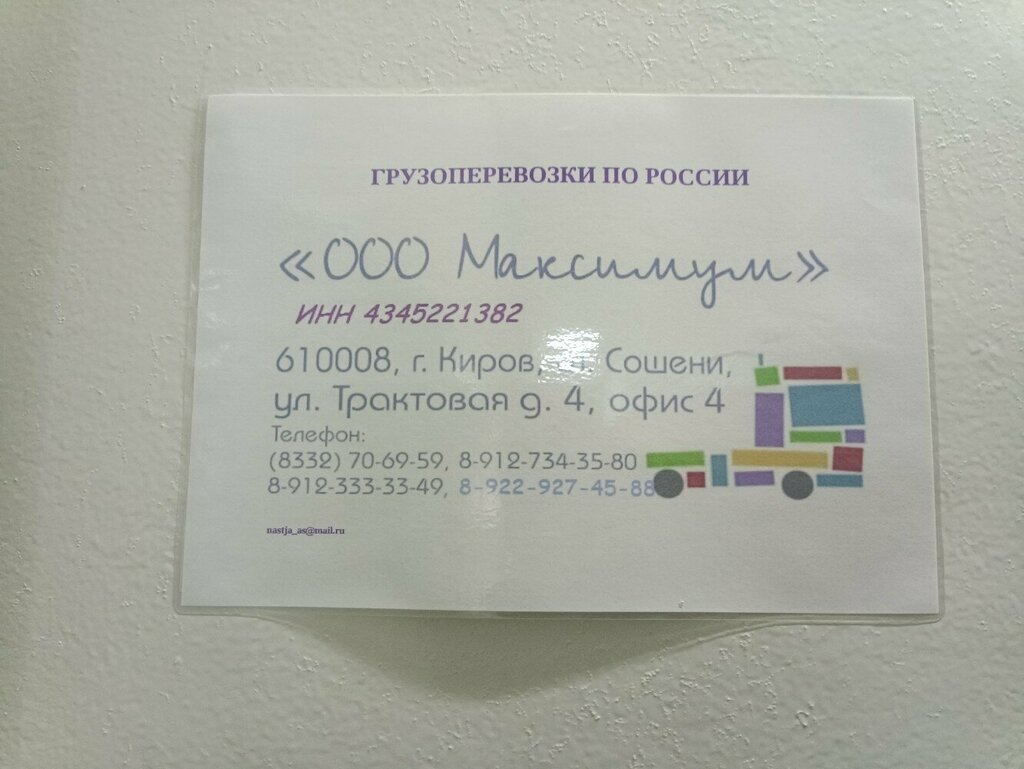 ГРУЗОПЕРЕВОЗКИ ПО РОССИИ
«ООО Максимум»
ИНН 4345221382
610008, г. Киров, Сошени,
ул. Трактовая д. 4, офис 4
Телефон:
(8332) 70-69-59, 8-912-734-35-80
8-912-333-33-49, 8-922-927-45-88
nastja_as@mail.ru